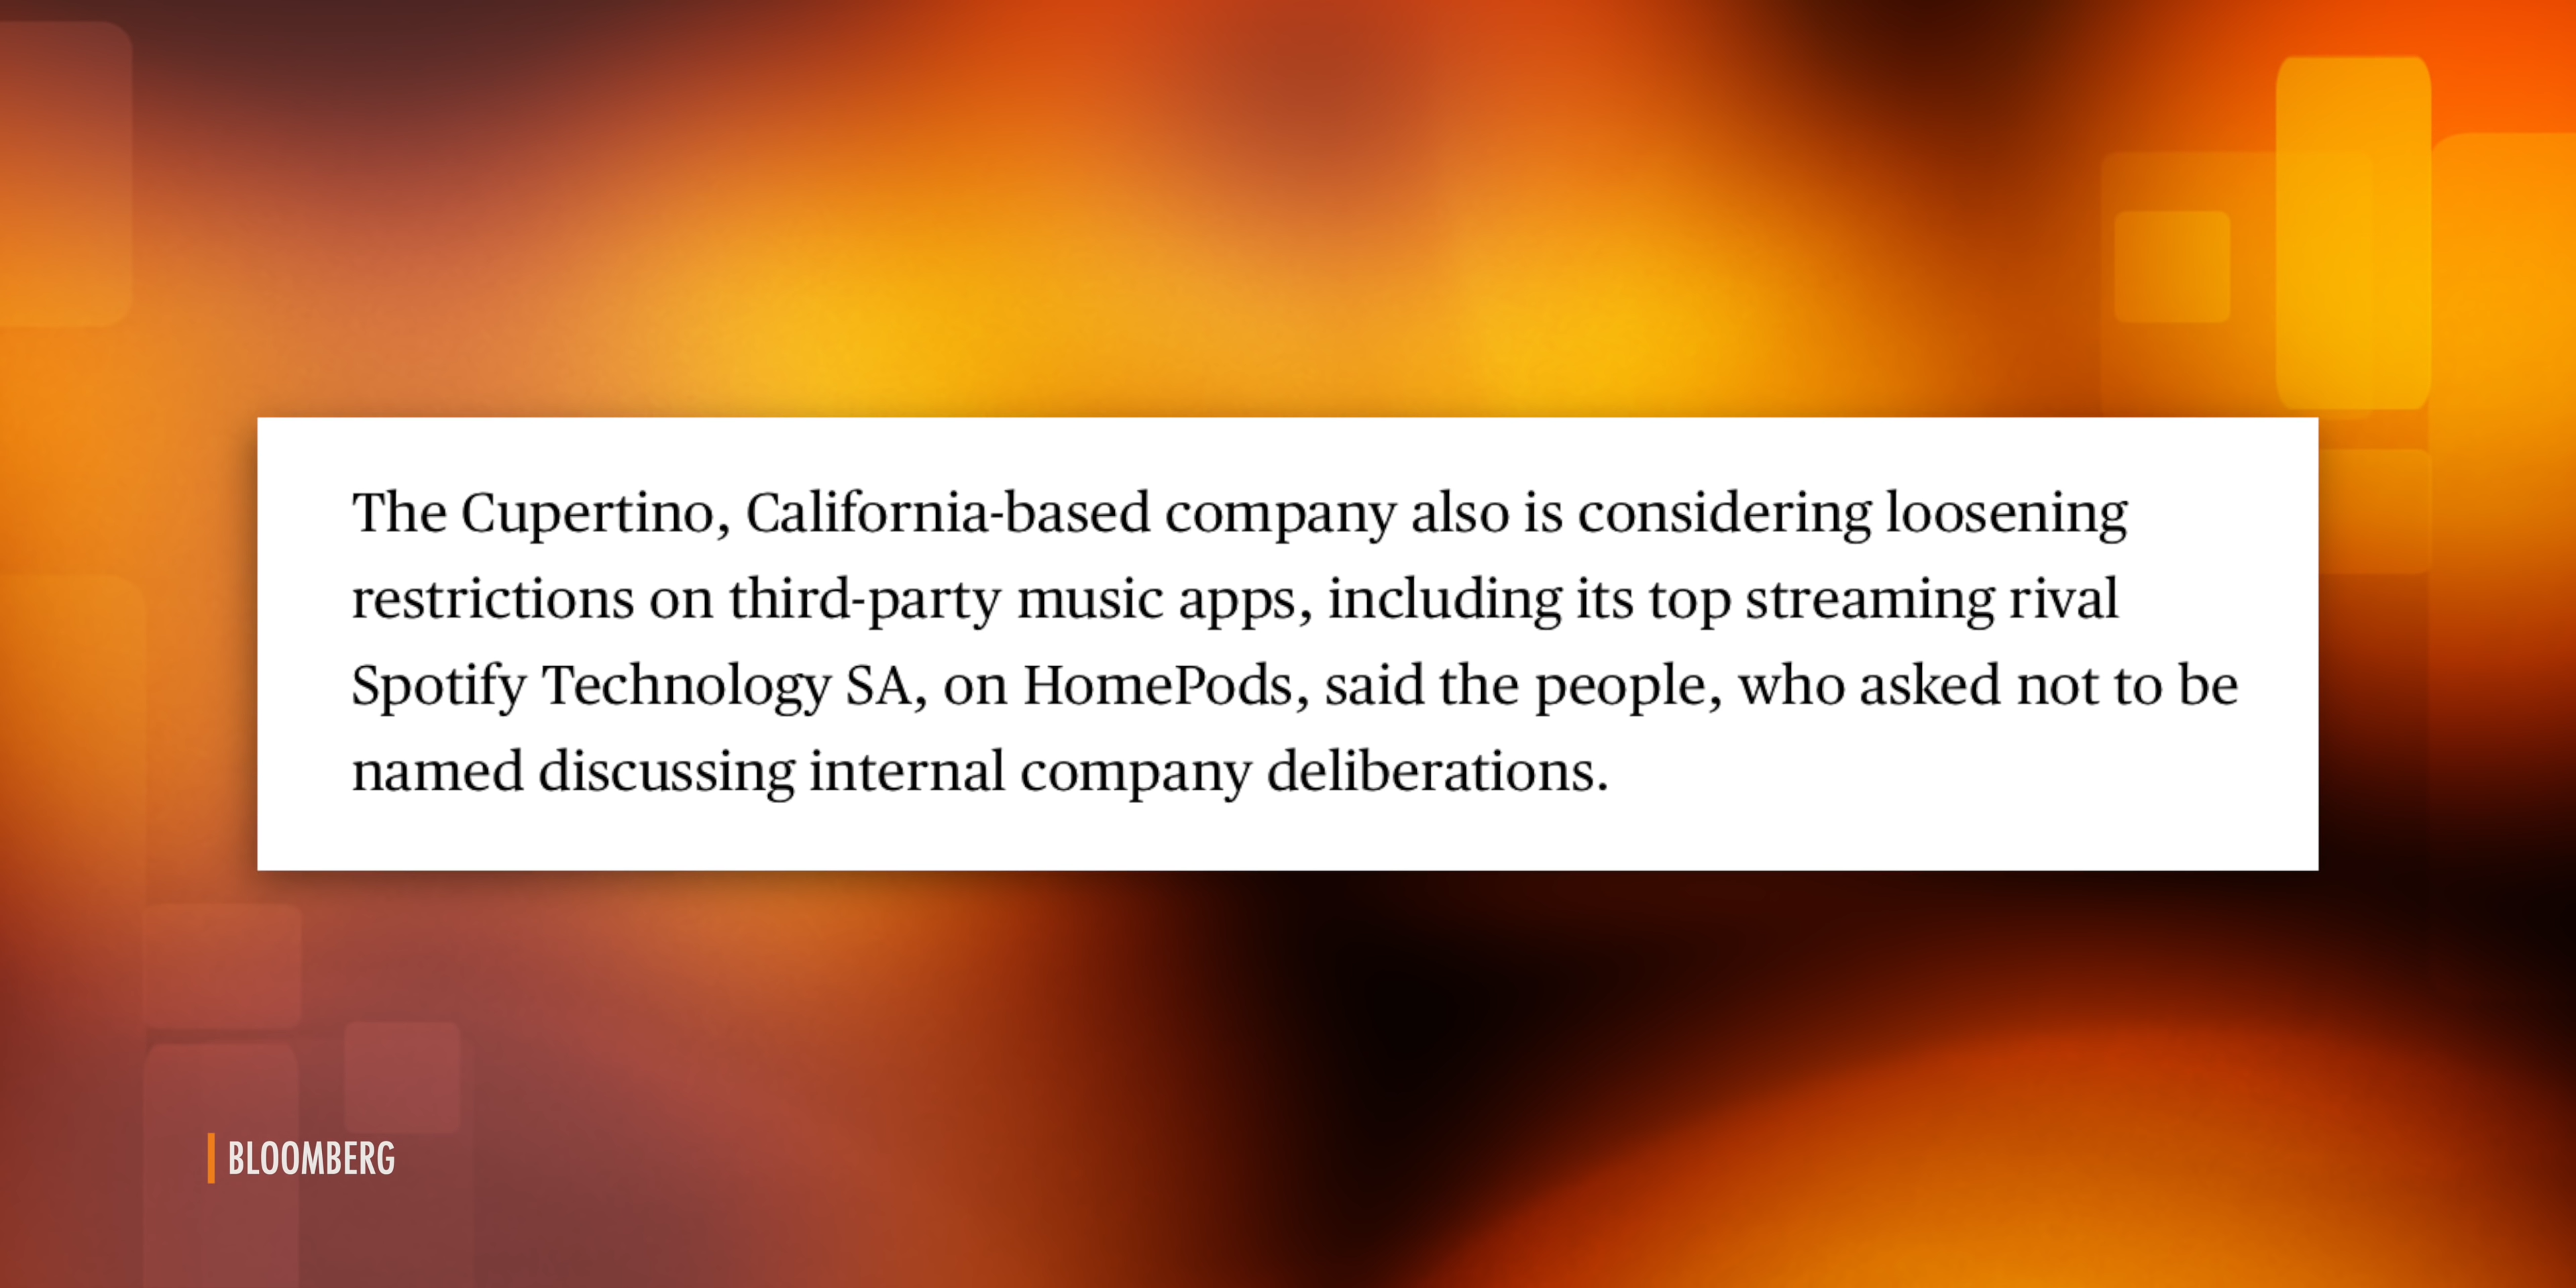 The Cupertino, California-based company also is considering loosening
restrictions on third-party music apps, including its top streaming rival
Spotify Technology SA, on HomePods, said the people, who asked not to be
named discussing internal company deliberations.
BLOOMBERG